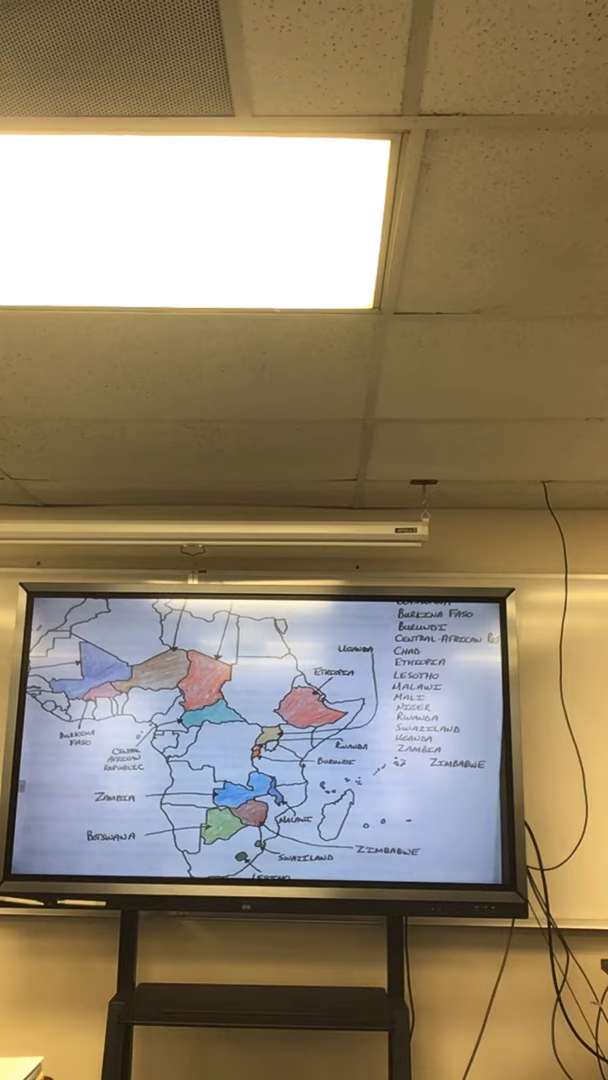 BURKINA FASO
BURUNDI
CENTRAL AFRICAN
CHAD
ETHIOPIA
LESOTHO
MALAWI
MALI
NIGER
RWANDA
SWAZILAND
UGANDA
ZAMBIA
ZIMBABWE
UGANDA
ETHIOPIA
BURKINA
FASO
CENTRAL
AFRICAN
REPUBLIC
RWANDA
BURUNDI
ZAMBIA
MALAWI
BOTSWANA
ZIMBABWE
SWAZILAND